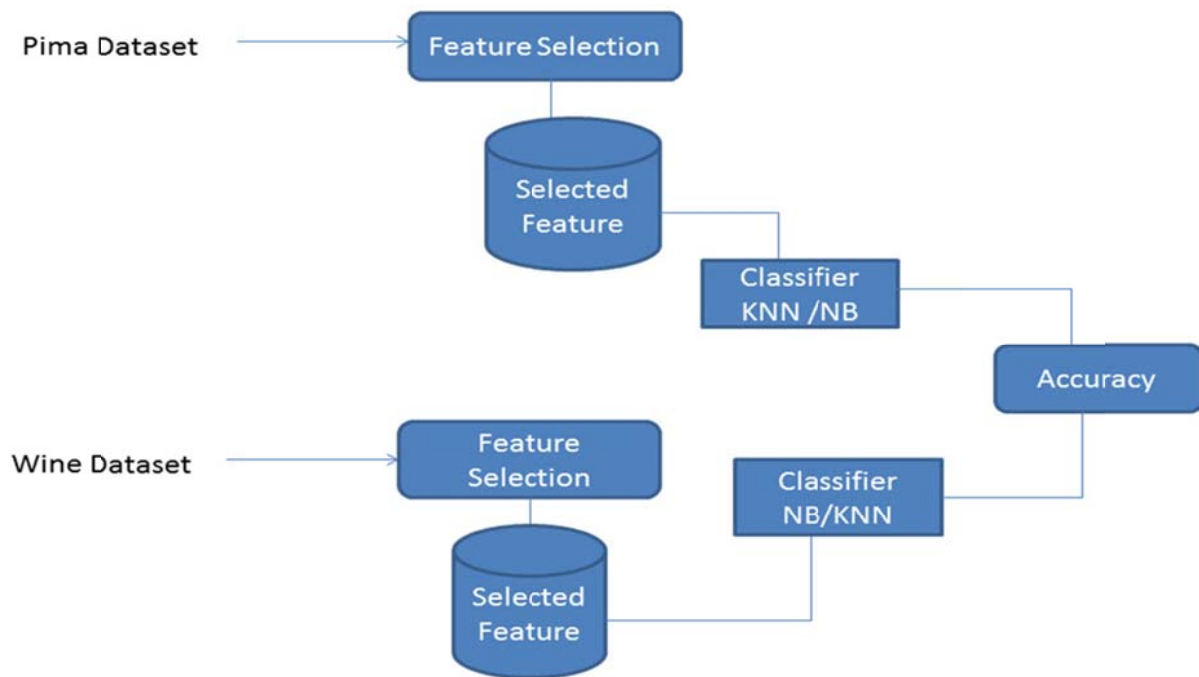 Pima Dataset
Feature Selection
Selected
Feature
Classifier
KNN /NB
Accuracy
Wine Dataset
Feature
Selection
Classifier
NB/KNN
Selected
Feature